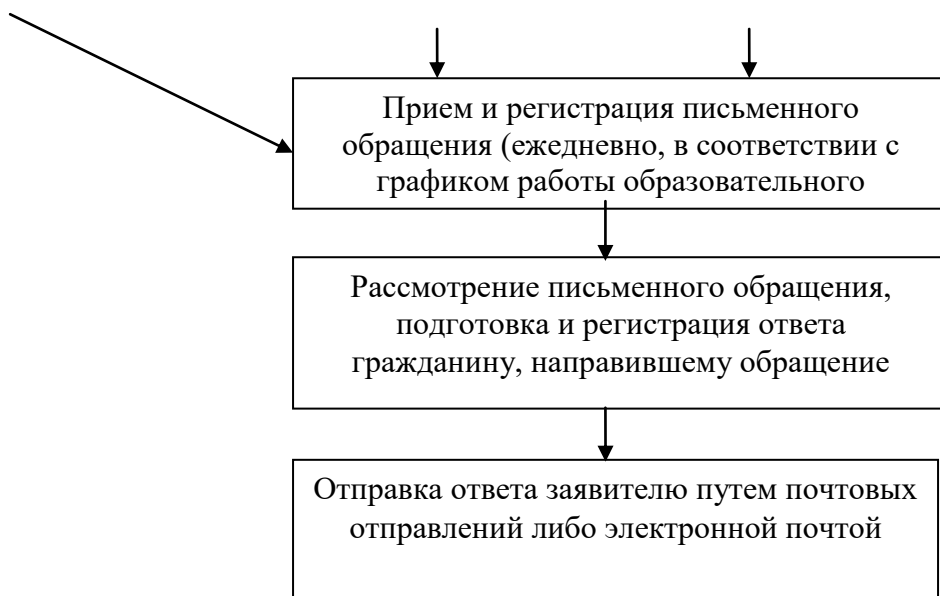 Прием и регистрация письменного
обращения (ежедневно, в соответствии с
графиком работы образовательного
Рассмотрение письменного обращения,
подготовка и регистрация ответа
гражданину, направившему обращение
Отправка ответа заявителю путем почтовых
отправлений либо электронной почтой